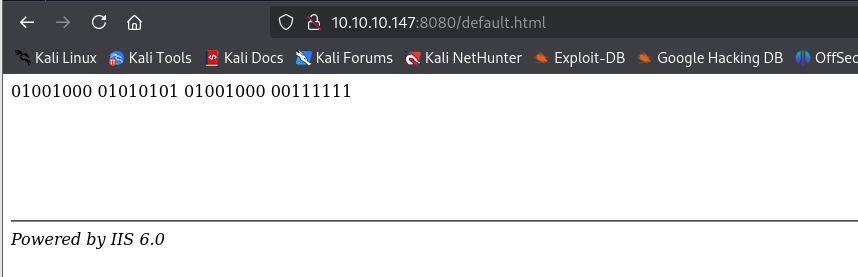 10.10.10.147:8080/default.html
Kali Linux Kali Tools Kali Docs Kali Forums Kali NetHunter Exploit-DB Google Hacking DB OffSec
01001000 01010101 01001000 00111111
Powered by IIS 6.0